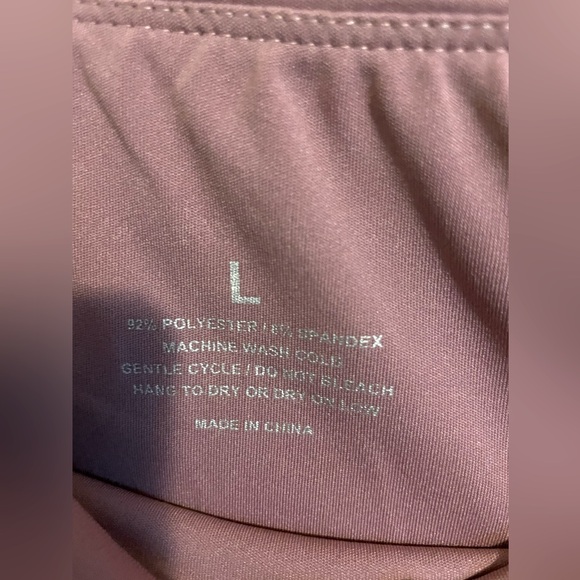 L
92% POLYESTER / 8% SPANDEX
MACHINE WASH COLD
GENTLE CYCLE / DO NOT BLEACH
HANG TO DRY OR DRY ON LOW
MADE IN CHINA